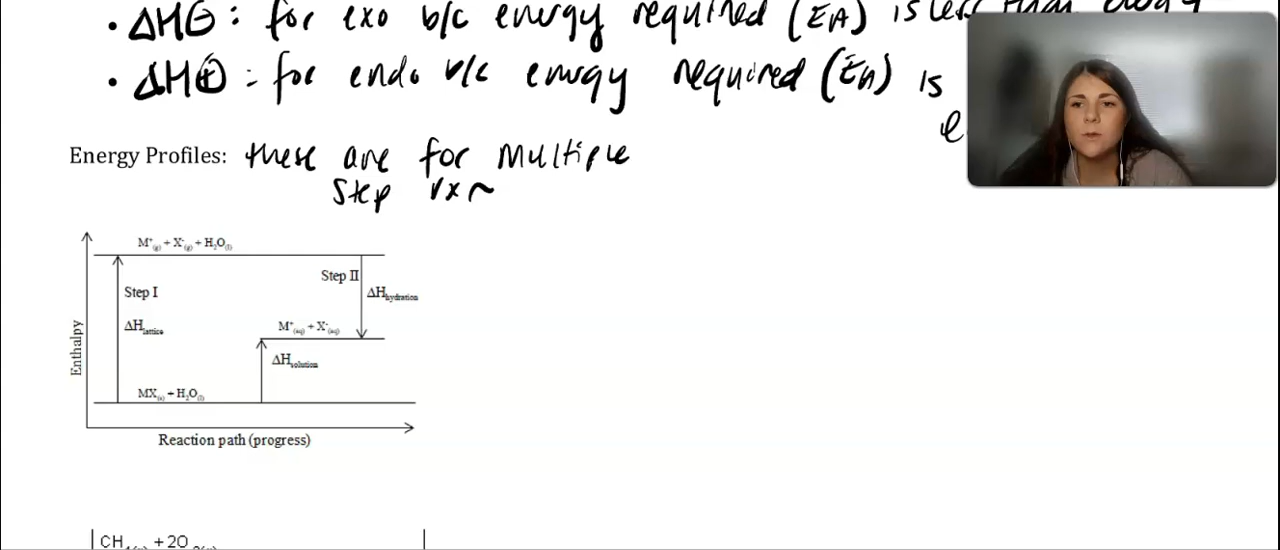 • ΔH⊖ : for exo b/c energy required (EA) is less than
• ΔH⊕ : for endo b/c energy required (EA) is
Energy Profiles: these are for multiple
step rxn
M⁺(g) + X⁻(g) + H₂O(l)
Step II
Step I
ΔHhydration
ΔHlattice
M⁺(aq) + X⁻(aq)
ΔHsolution
Enthalpy
MX(s) + H₂O(l)
Reaction path (progress)
CH₄ + 2O₂